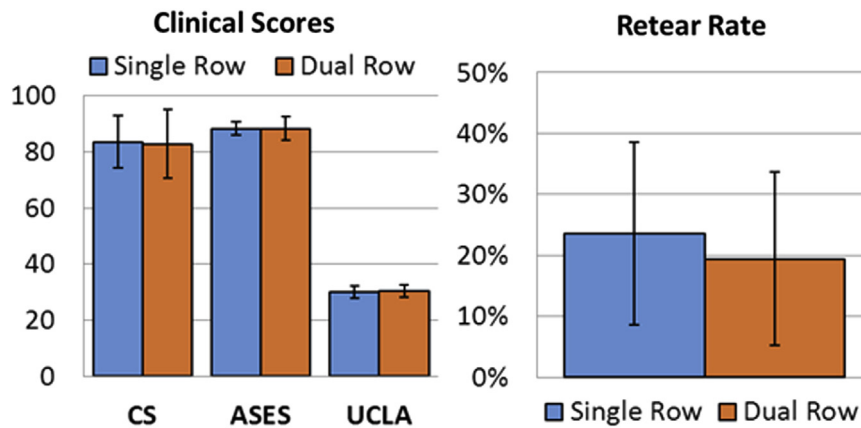 Clinical Scores
Single Row Dual Row
100
80
60
40
20
0
CS ASES UCLA
Retear Rate
50%
40%
30%
20%
10%
0%
Single Row Dual Row